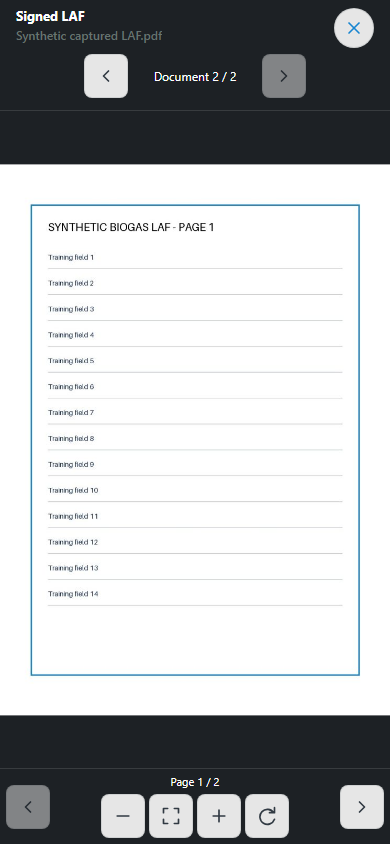 Signed LAF
Synthetic captured LAF.pdf
Document 2 / 2
SYNTHETIC BIOGAS LAF - PAGE 1
Training field 1
Training field 2
Training field 3
Training field 4
Training field 5
Training field 6
Training field 7
Training field 8
Training field 9
Training field 10
Training field 11
Training field 12
Training field 13
Training field 14
Page 1 / 2